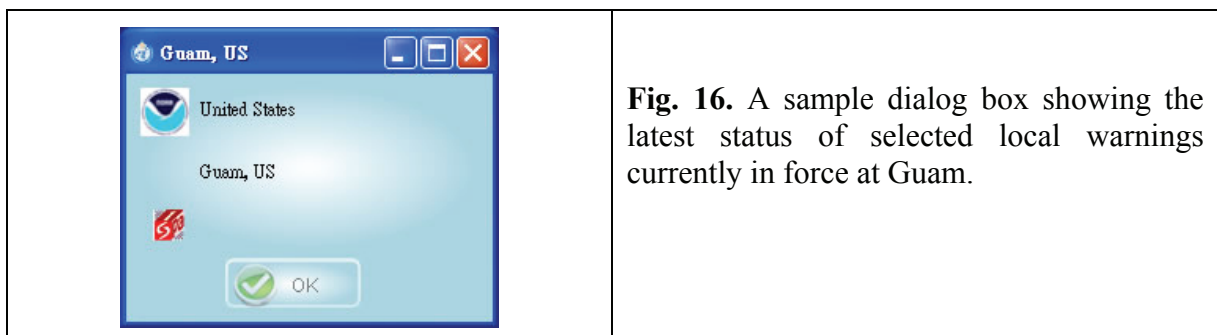 Guam, US
United States
Guam, US
OK
Fig. 16. A sample dialog box showing the
latest status of selected local warnings
currently in force at Guam.